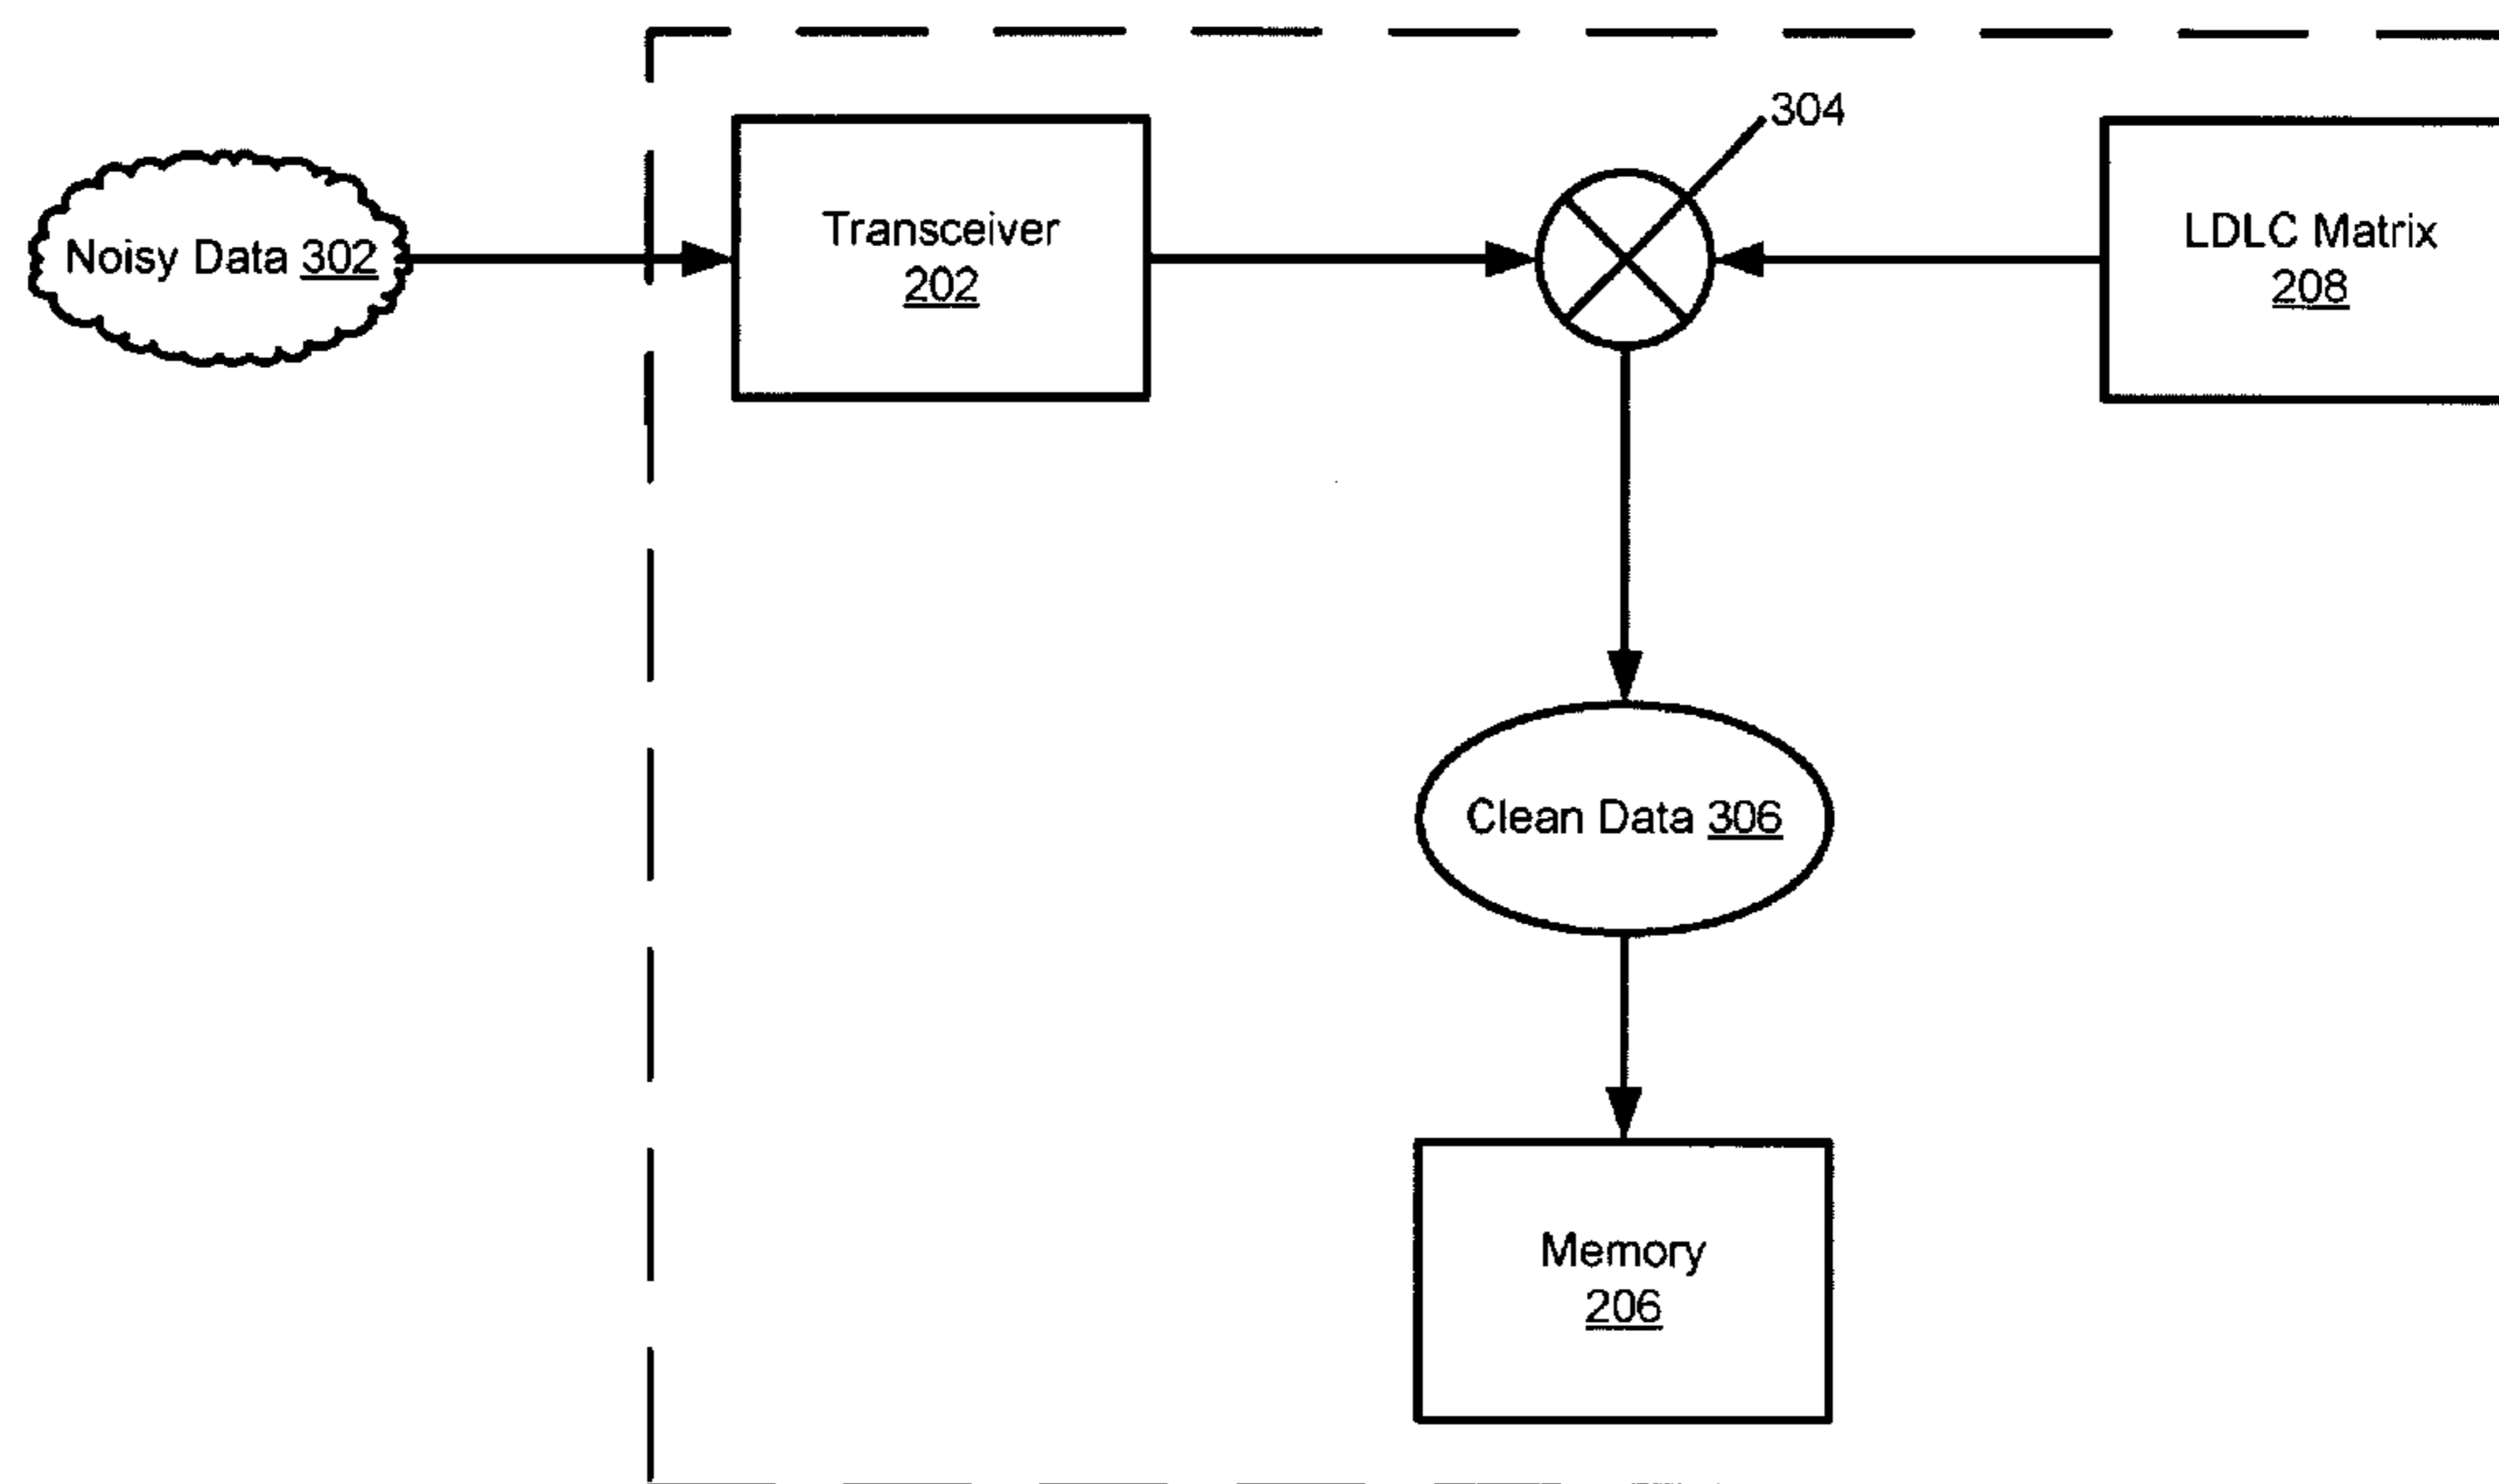 304
Noisy Data 302
Transceiver
202
LDLC Matrix
208
Clean Data 306
Memory
206